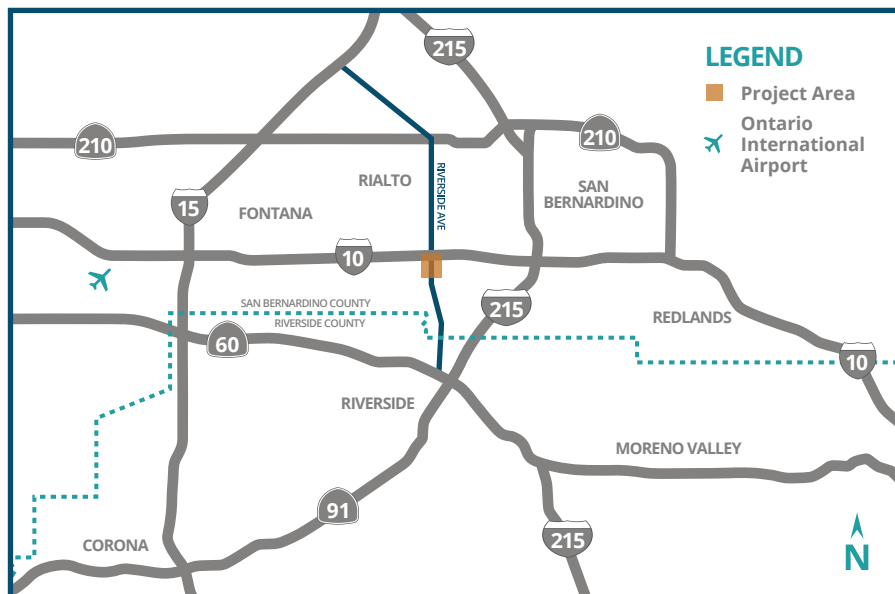 215
LEGEND
Project Area
Ontario
International
Airport
210
210
RIALTO
RIVERSIDE AVE
SAN
BERNARDINO
15
FONTANA
10
SAN BERNARDINO COUNTY
RIVERSIDE COUNTY
215
REDLANDS
60
10
RIVERSIDE
MORENO VALLEY
91
215
CORONA
N